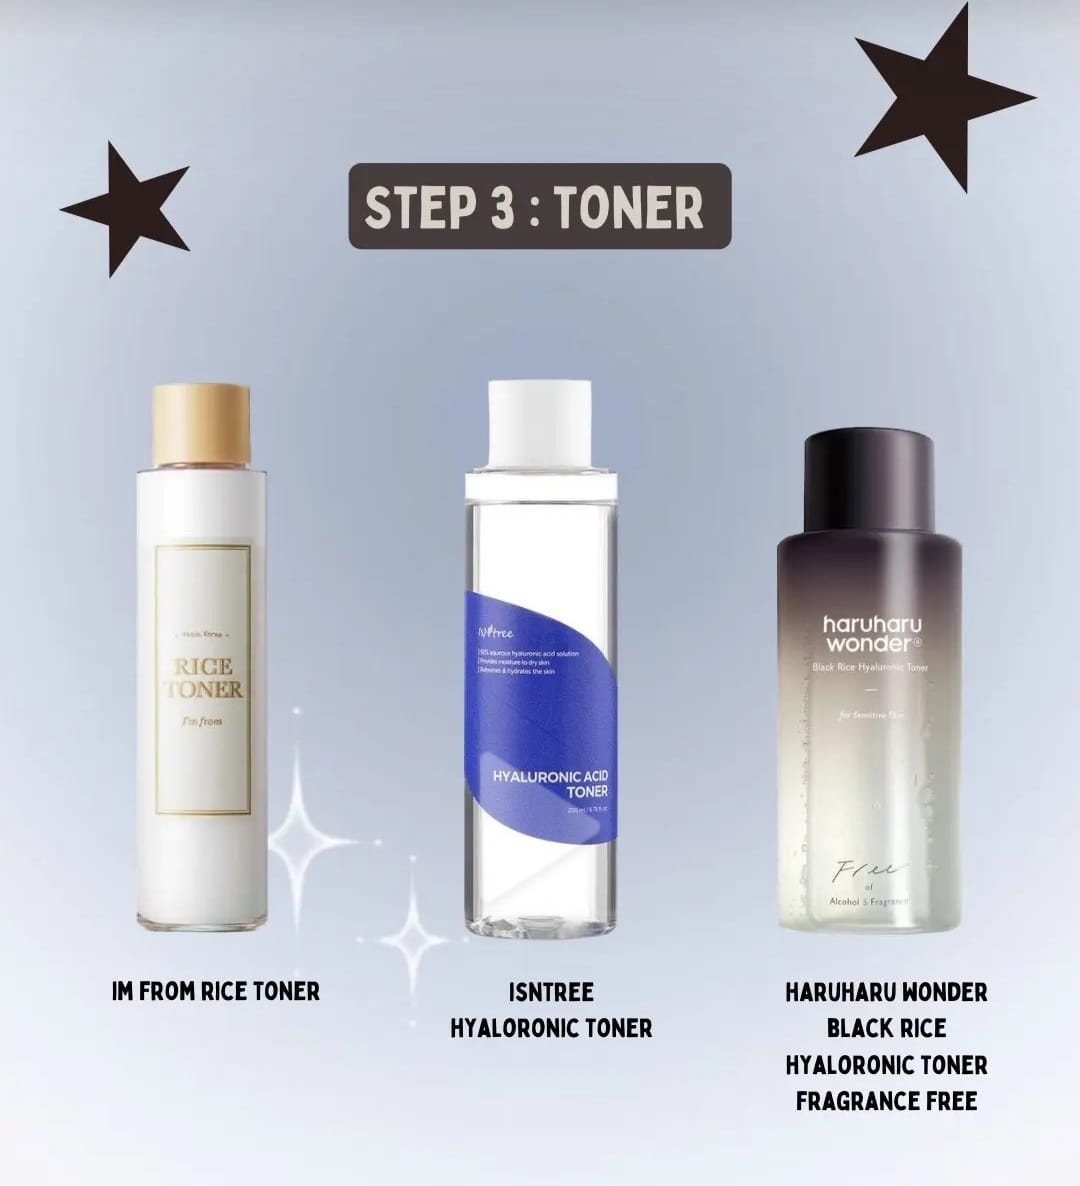 STEP 3 : TONER
RICE
TONER
I'm from
IM FROM RICE TONER
Isntree
50% aqueous hyaluronic acid solution
Provides moisture to dry skin
Refreshes & hydrates the skin
HYALURONIC ACID
TONER
ISNTREE
HYALORONIC TONER
haruharu
wonder®
Black Rice Hyaluronic Toner
for Sensitive Skin
Free
of
Alcohol & Fragrance
HARUHARU WONDER
BLACK RICE
HYALORONIC TONER
FRAGRANCE FREE